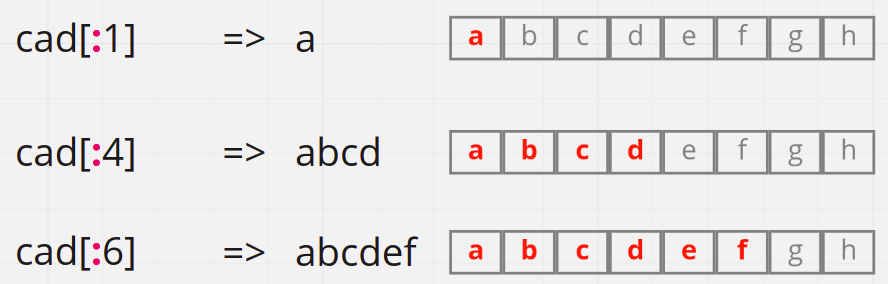 cad[:1] => a a b c d e f g h
cad[:4] => abcd a b c d e f g h
cad[:6] => abcdef a b c d e f g h